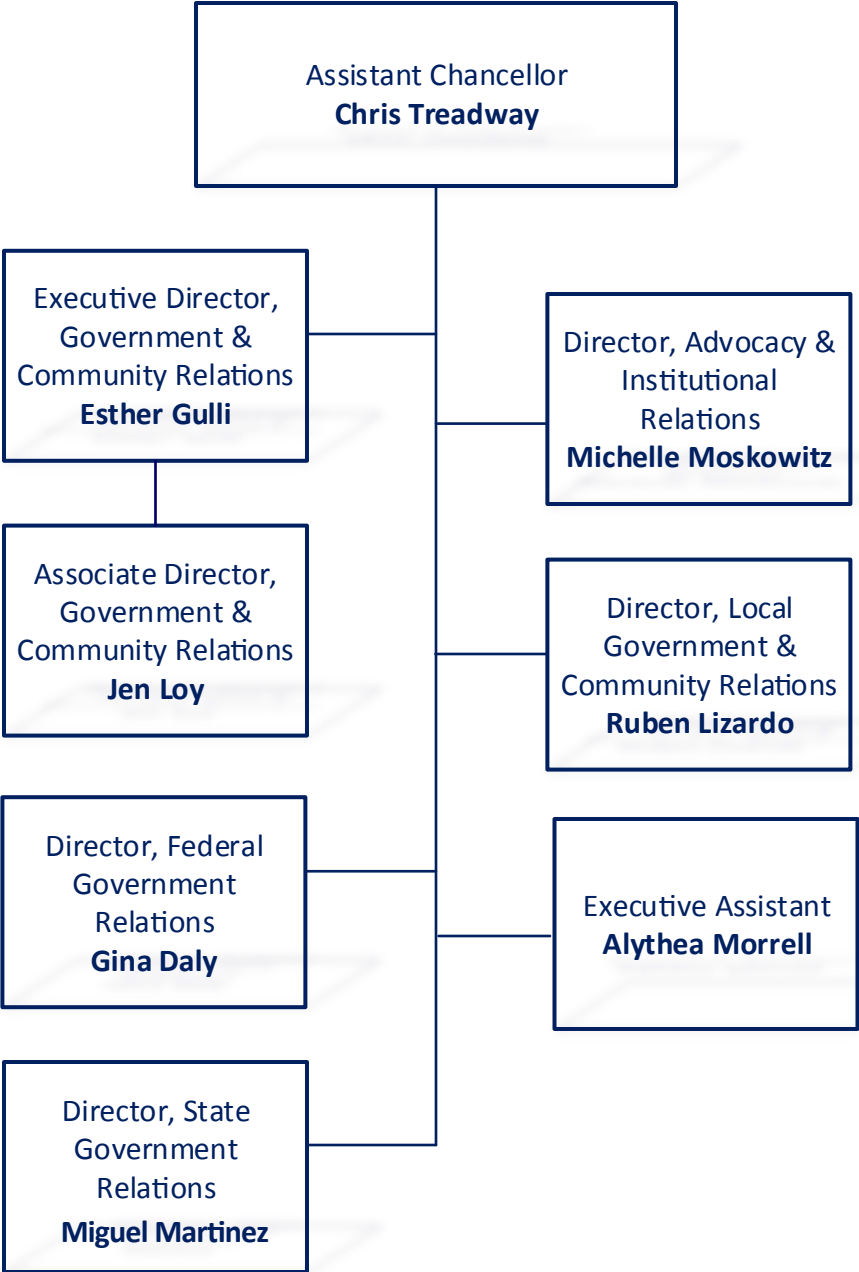 Assistant Chancellor
Chris Treadway
Executive Director,
Government &
Community Relations
Esther Gulli
Director, Advocacy &
Institutional
Relations
Michelle Moskowitz
Associate Director,
Government &
Community Relations
Jen Loy
Director, Local
Government &
Community Relations
Ruben Lizardo
Director, Federal
Government
Relations
Gina Daly
Executive Assistant
Alythea Morrell
Director, State
Government
Relations
Miguel Martinez